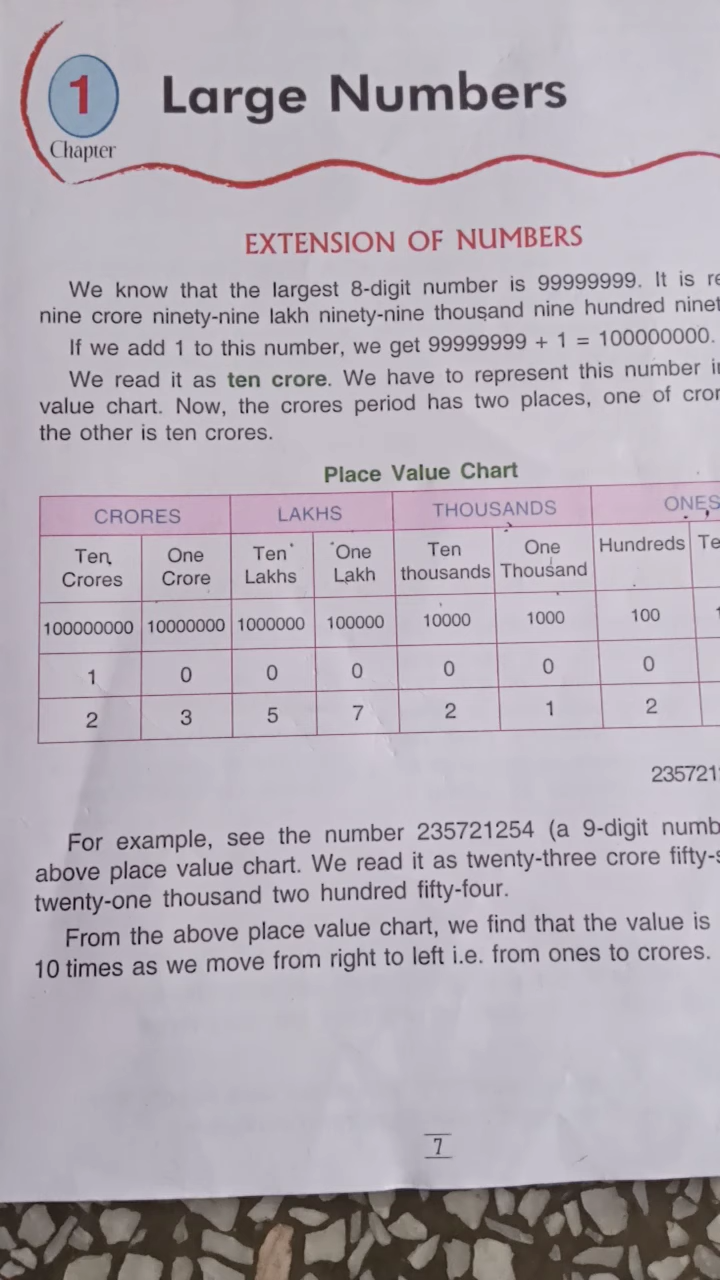 1
Chapter
Large Numbers
EXTENSION OF NUMBERS
We know that the largest 8-digit number is 99999999. It is
nine crore ninety-nine lakh ninety-nine thousand nine hundred
If we add 1 to this number, we get 99999999 + 1 = 100000000.
We read it as ten crore. We have to represent this number
value chart. Now, the crores period has two places, one of
the other is ten crores.
Place Value Chart
CRORES LAKHS THOUSANDS ONES
Ten Crores One Crore Ten Lakhs One Lakh Ten thousands One Thousand Hundreds
100000000 10000000 1000000 100000 10000 1000 100
1 0 0 0 0 0 0
2 3 5 7 2 1 2
235721
For example, see the number 235721254 (a 9-digit
above place value chart. We read it as twenty-three crore
twenty-one thousand two hundred fifty-four.
From the above place value chart, we find that the value is
10 times as we move from right to left i.e. from ones to crores.
7